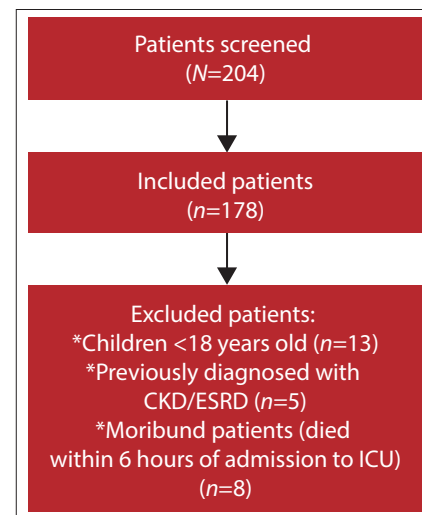 Patients screened
(N=204)
Included patients
(n=178)
Excluded patients:
*Children <18 years old (n=13)
*Previously diagnosed with
CKD/ESRD (n=5)
*Moribund patients (died
within 6 hours of admission to ICU)
(n=8)